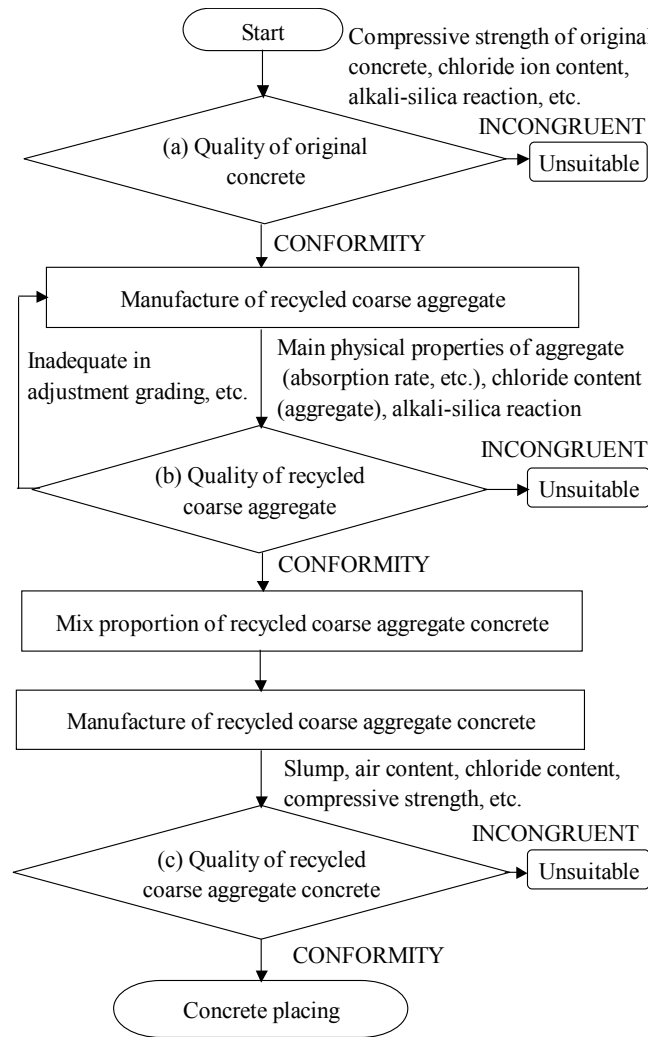 Start
Compressive strength of original
concrete, chloride ion content,
alkali-silica reaction, etc.
INCONGRUENT
(a) Quality of original
concrete
Unsuitable
CONFORMITY
Manufacture of recycled coarse aggregate
Inadequate in
adjustment grading, etc.
Main physical properties of aggregate
(absorption rate, etc.), chloride content
(aggregate), alkali-silica reaction
INCONGRUENT
(b) Quality of recycled
coarse aggregate
Unsuitable
CONFORMITY
Mix proportion of recycled coarse aggregate concrete
Manufacture of recycled coarse aggregate concrete
Slump, air content, chloride content,
compressive strength, etc.
INCONGRUENT
(c) Quality of recycled
coarse aggregate concrete
Unsuitable
CONFORMITY
Concrete placing